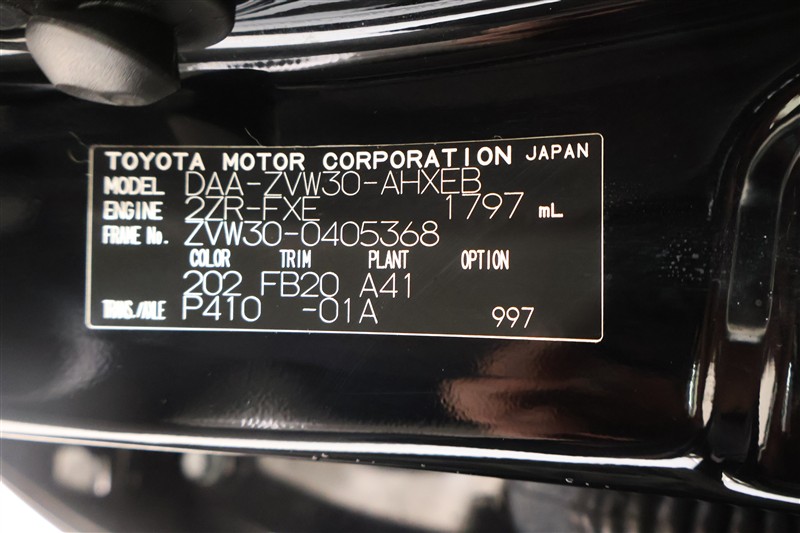 TOYOTA MOTOR CORPORATION JAPAN
MODEL DAA-ZVW30-AHXEB
ENGINE 2ZR-FXE 1797 mL
FRAME No. ZVW30-0405368
COLOR TRIM PLANT OPTION
202 FB20 A41
TRANS./AXLE P410 -01A 997